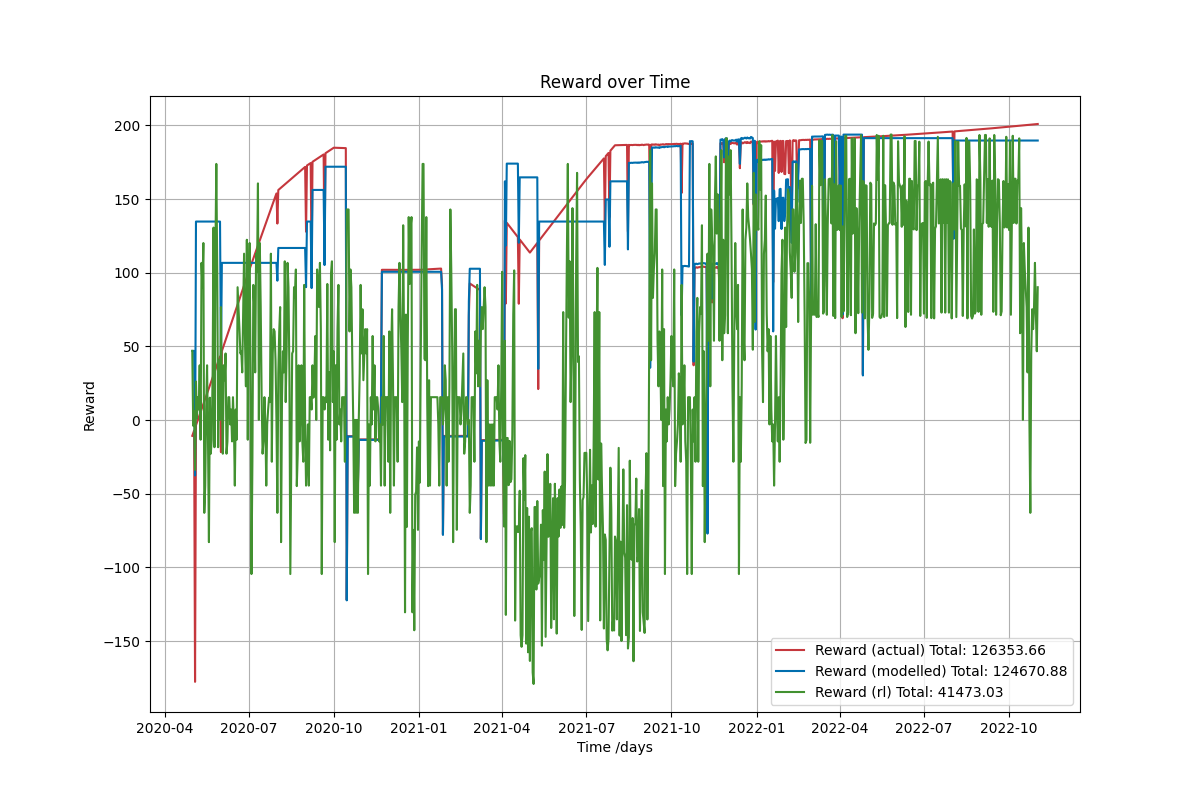 Reward over Time
200
150
100
50
0
−50
−100
−150
Reward
2020-04 2020-07 2020-10 2021-01 2021-04 2021-07 2021-10 2022-01 2022-04 2022-07 2022-10
Time /days
Reward (actual) Total: 126353.66
Reward (modelled) Total: 124670.88
Reward (rl) Total: 41473.03